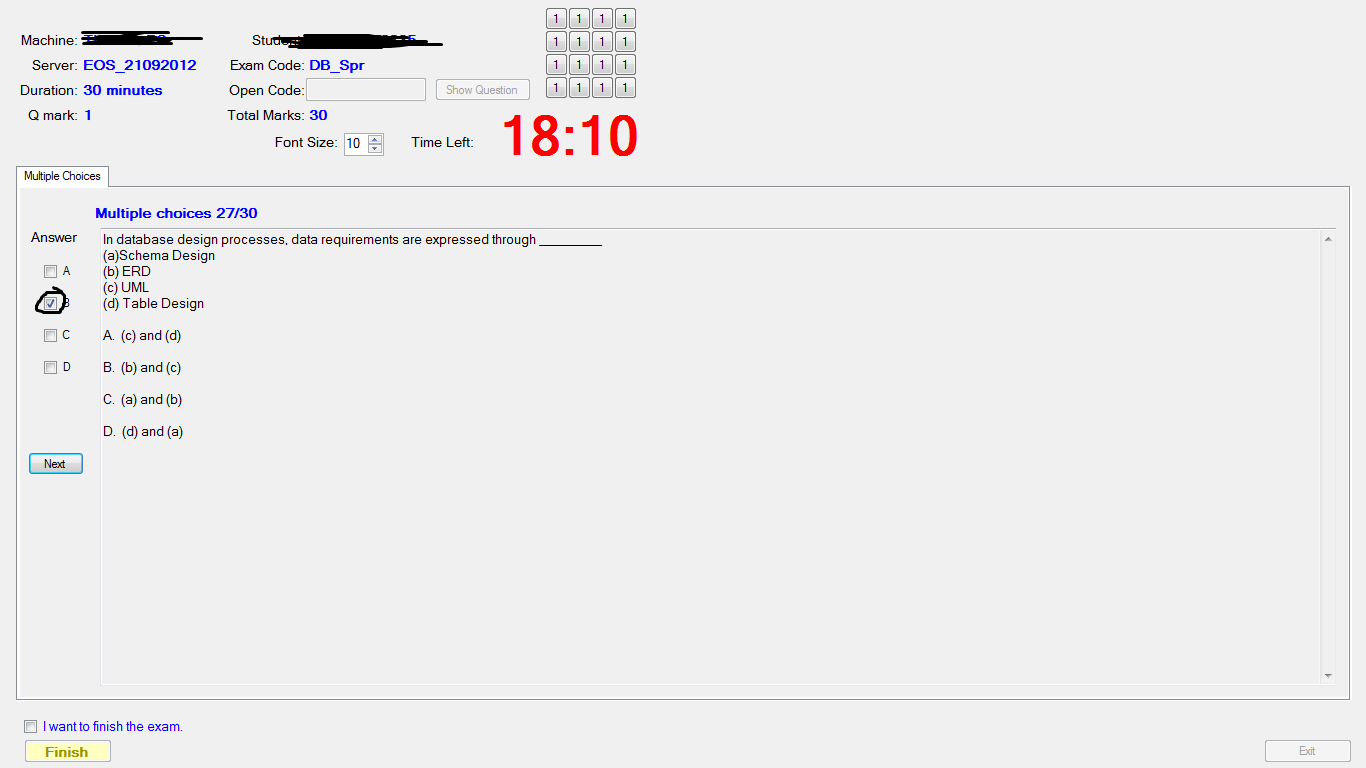 Machine:
Server: EOS_21092012
Duration: 30 minutes
Q mark: 1
Exam Code: DB_Spr
Open Code: Show Question
Total Marks: 30
Font Size: 10 Time Left: 18:10
1 1 1 1
1 1 1 1
1 1 1 1
1 1 1 1
Multiple Choices
Multiple choices 27/30
Answer
A
B
C
D
Next
In database design processes, data requirements are expressed through _________
(a)Schema Design
(b) ERD
(c) UML
(d) Table Design
A. (c) and (d)
B. (b) and (c)
C. (a) and (b)
D. (d) and (a)
I want to finish the exam.
Finish
Exit